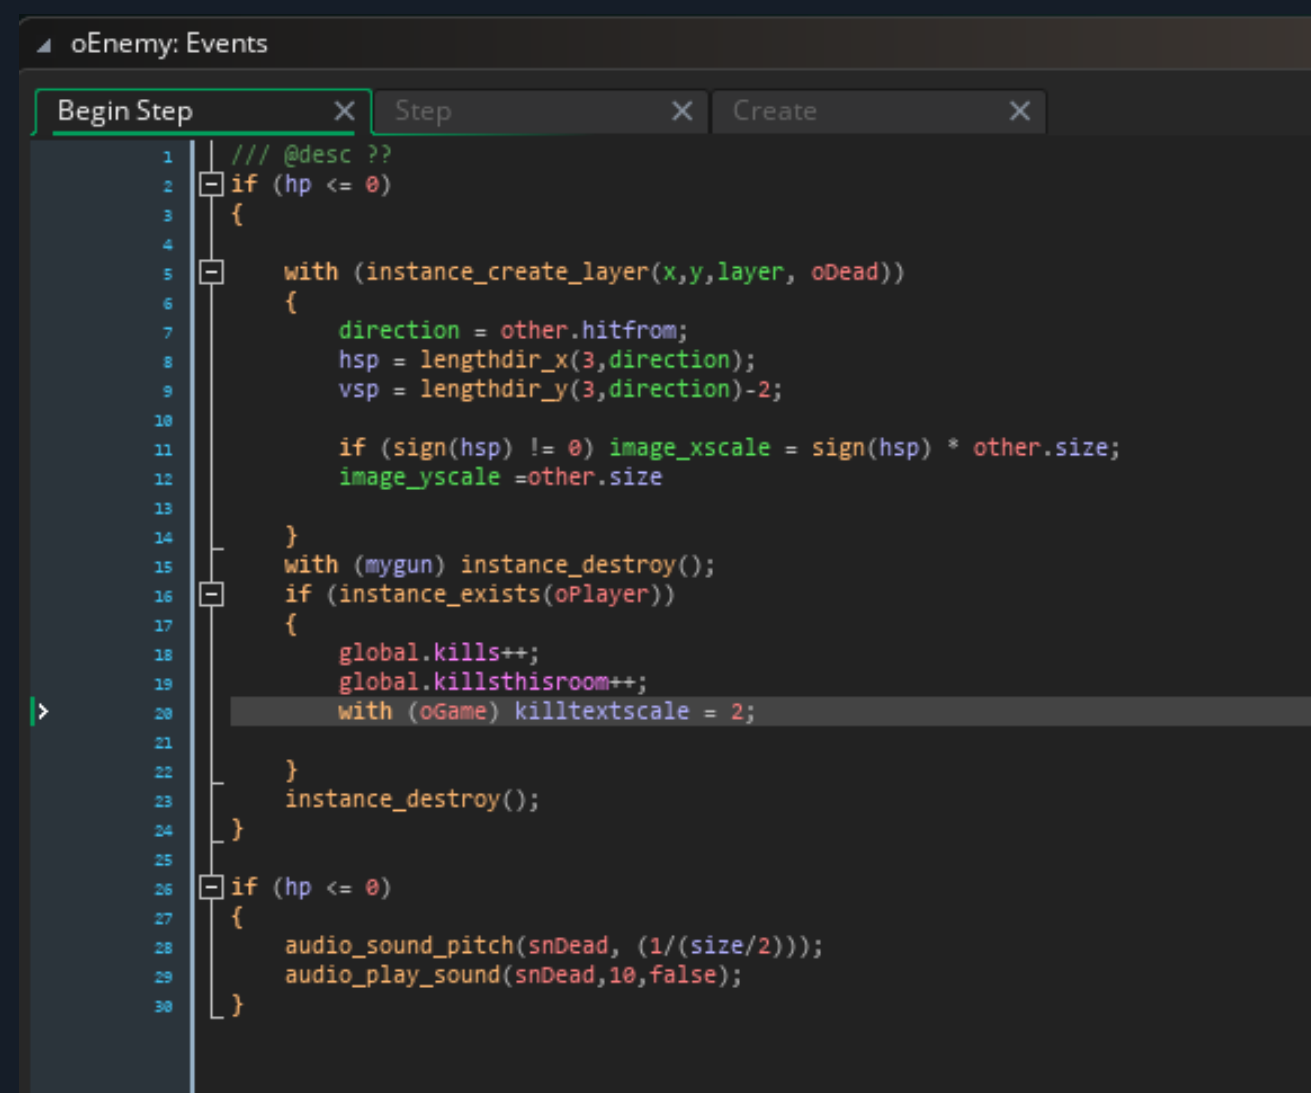 oEnemy: Events
Begin Step
Step
Create
1 /// @desc ??
2 if (hp <= 0)
3 {
4
5 with (instance_create_layer(x,y,layer, oDead))
6 {
7 direction = other.hitfrom;
8 hsp = lengthdir_x(3,direction);
9 vsp = lengthdir_y(3,direction)-2;
10
11 if (sign(hsp) != 0) image_xscale = sign(hsp) * other.size;
12 image_yscale =other.size
13
14 }
15 with (mygun) instance_destroy();
16 if (instance_exists(oPlayer))
17 {
18 global.kills++;
19 global.killsthisroom++;
20 with (oGame) killtextscale = 2;
21
22 }
23 instance_destroy();
24 }
25
26 if (hp <= 0)
27 {
28 audio_sound_pitch(snDead, (1/(size/2)));
29 audio_play_sound(snDead,10,false);
30 }